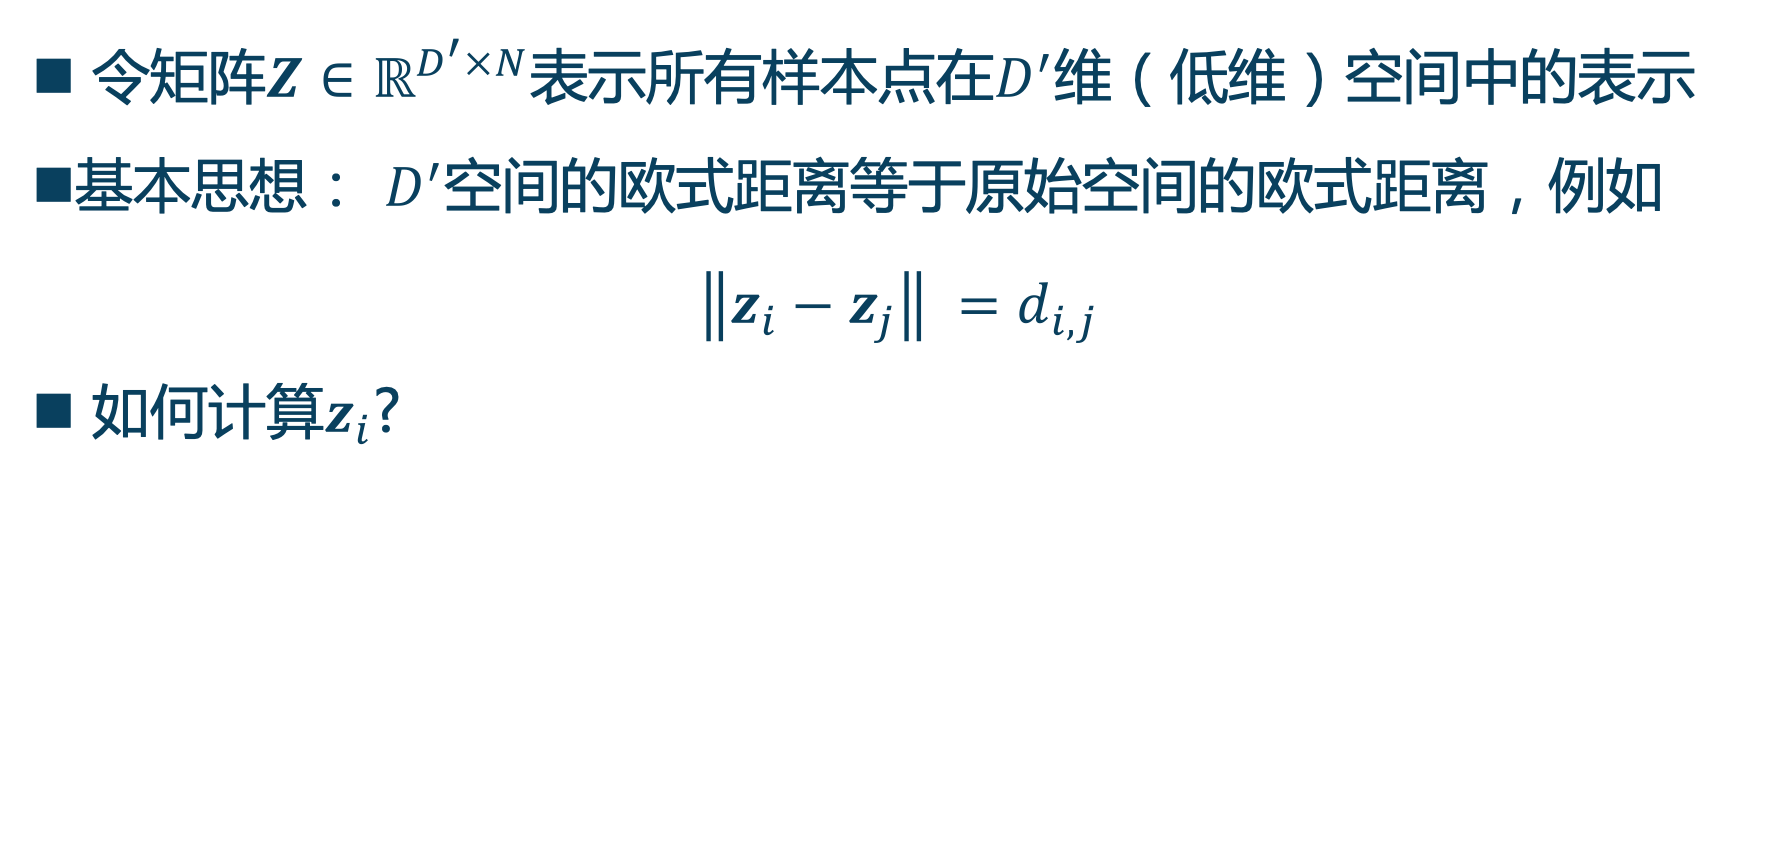 ■ 令矩阵𝒁 ∈ ℝ^{D′×N}表示所有样本点在D′维（低维）空间中的表示
■基本思想： D′空间的欧式距离等于原始空间的欧式距离，例如
‖𝒛_i − 𝒛_j‖ = d_{i,j}
■ 如何计算𝒛_i?